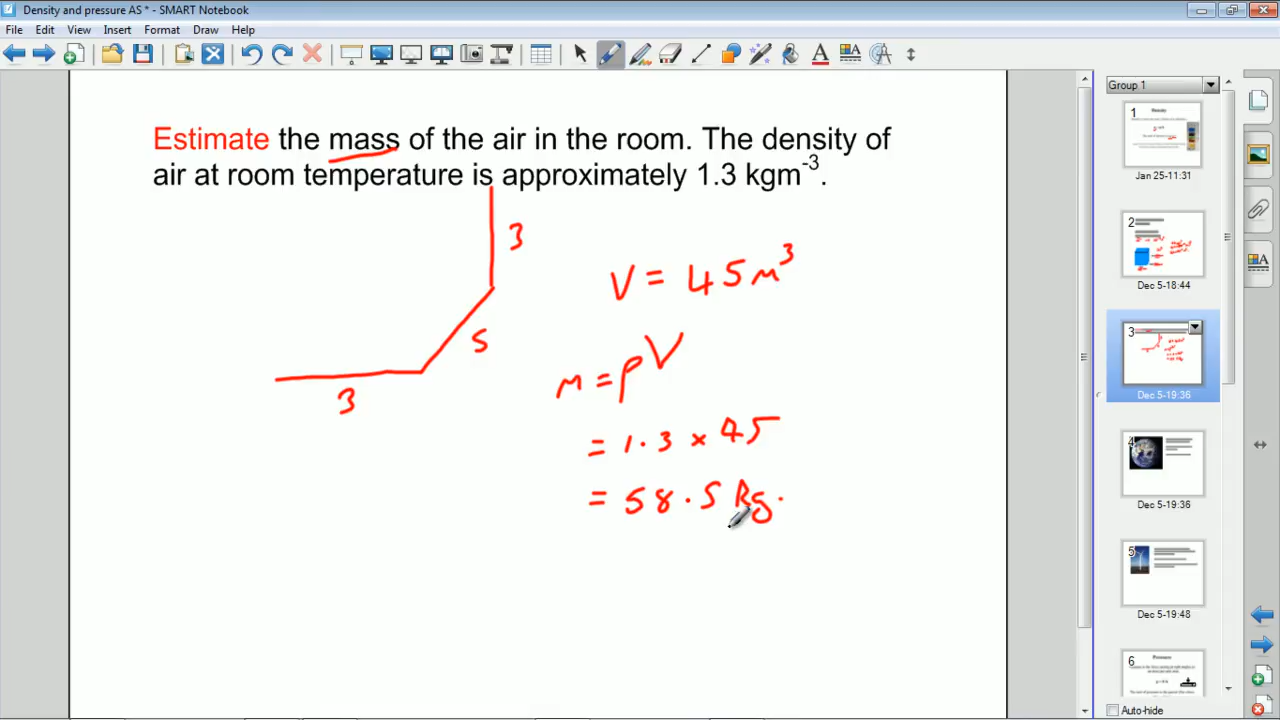 Density and pressure AS * - SMART Notebook
File Edit View Insert Format Draw Help
Estimate the mass of the air in the room. The density of
air at room temperature is approximately 1.3 kgm⁻³.
3
5
3
V = 45m³
m = ρV
= 1.3 × 45
= 58.5 kg.
Group 1
1
Jan 25-11:31
2
Dec 5-18:44
3
Dec 5-19:36
4
Dec 5-19:36
5
Dec 5-19:48
6
Pressure
Auto-hide